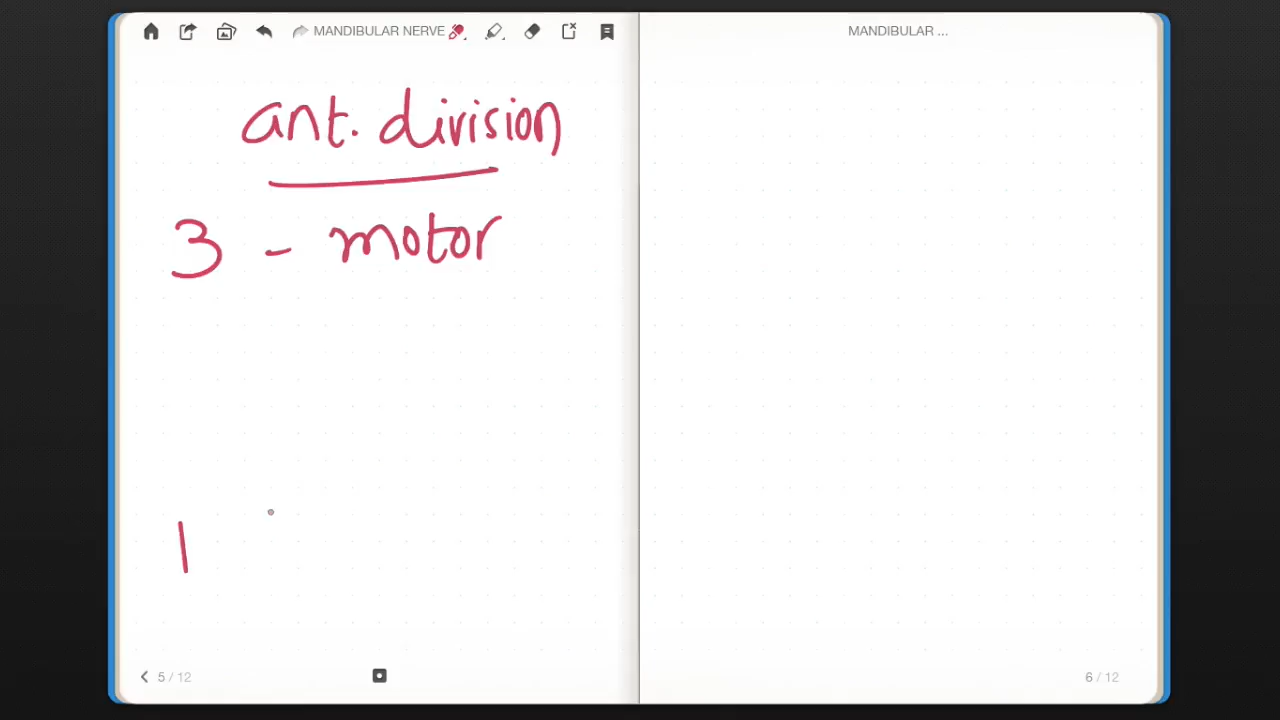 MANDIBULAR NERVE
MANDIBULAR ...
ant. division
3 - motor
1
5 / 12
6 / 12